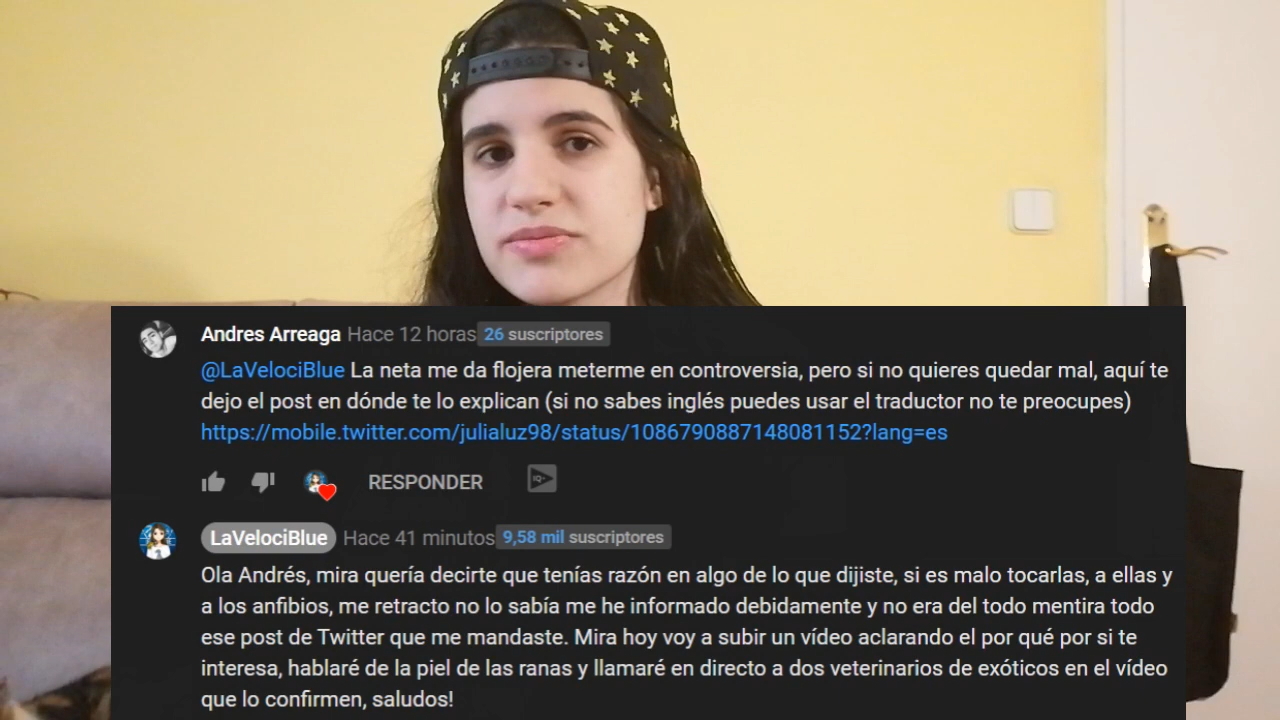 Andres Arreaga Hace 12 horas 26 suscriptores
@LaVelociBlue La neta me da flojera meterme en controversia, pero si no quieres quedar mal, aquí te
dejo el post en dónde te lo explican (si no sabes inglés puedes usar el traductor no te preocupes)
https://mobile.twitter.com/julialuz98/status/1086790887148081152?lang=es
RESPONDER
LaVelociBlue Hace 41 minutos 9,58 mil suscriptores
Ola Andrés, mira quería decirte que tenías razón en algo de lo que dijiste, si es malo tocarlas, a ellas y
a los anfibios, me retracto no lo sabía me he informado debidamente y no era del todo mentira todo
ese post de Twitter que me mandaste. Mira hoy voy a subir un vídeo aclarando el por qué por si te
interesa, hablaré de la piel de las ranas y llamaré en directo a dos veterinarios de exóticos en el vídeo
que lo confirmen, saludos!